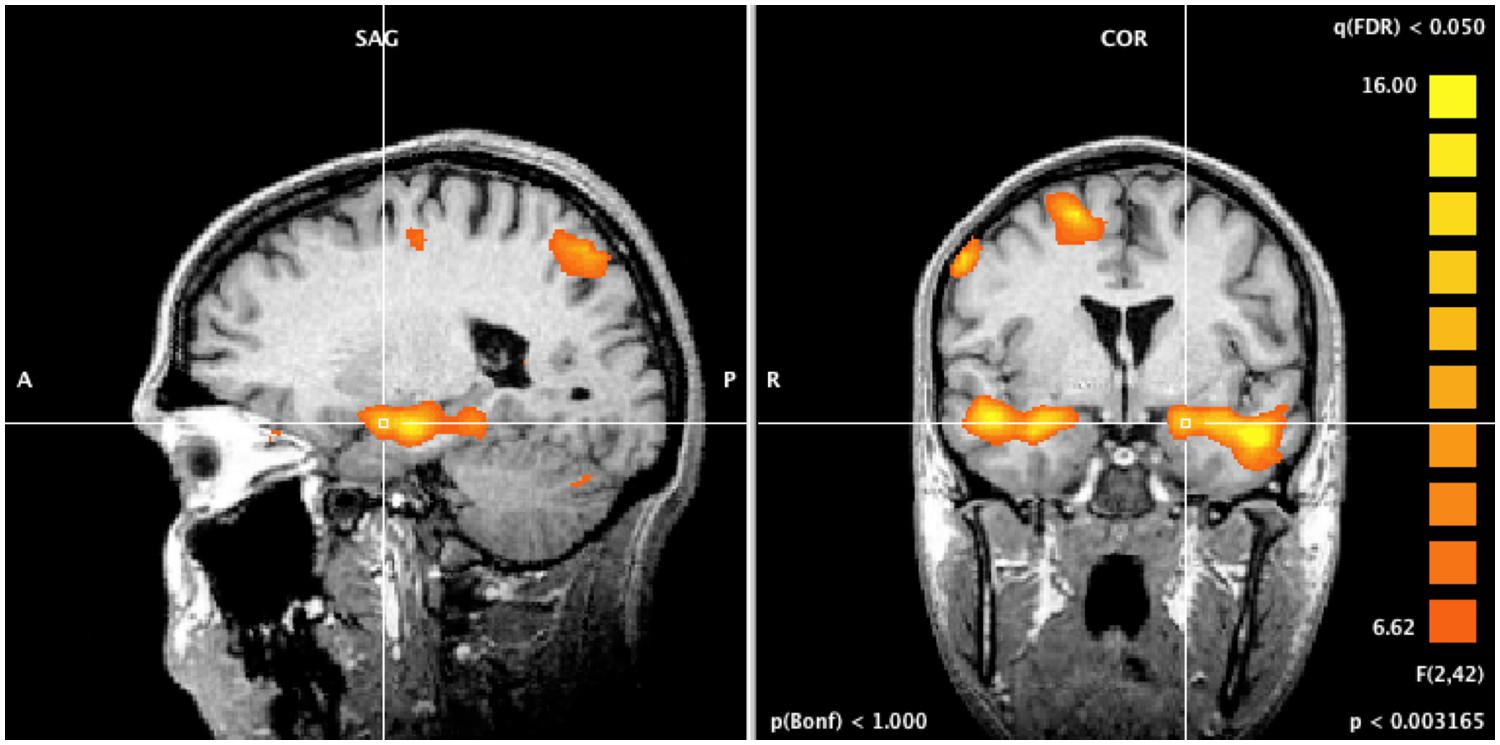 SAG
A
P
COR
q(FDR) < 0.050
16.00
R
6.62
F(2,42)
p(Bonf) < 1.000
p < 0.003165